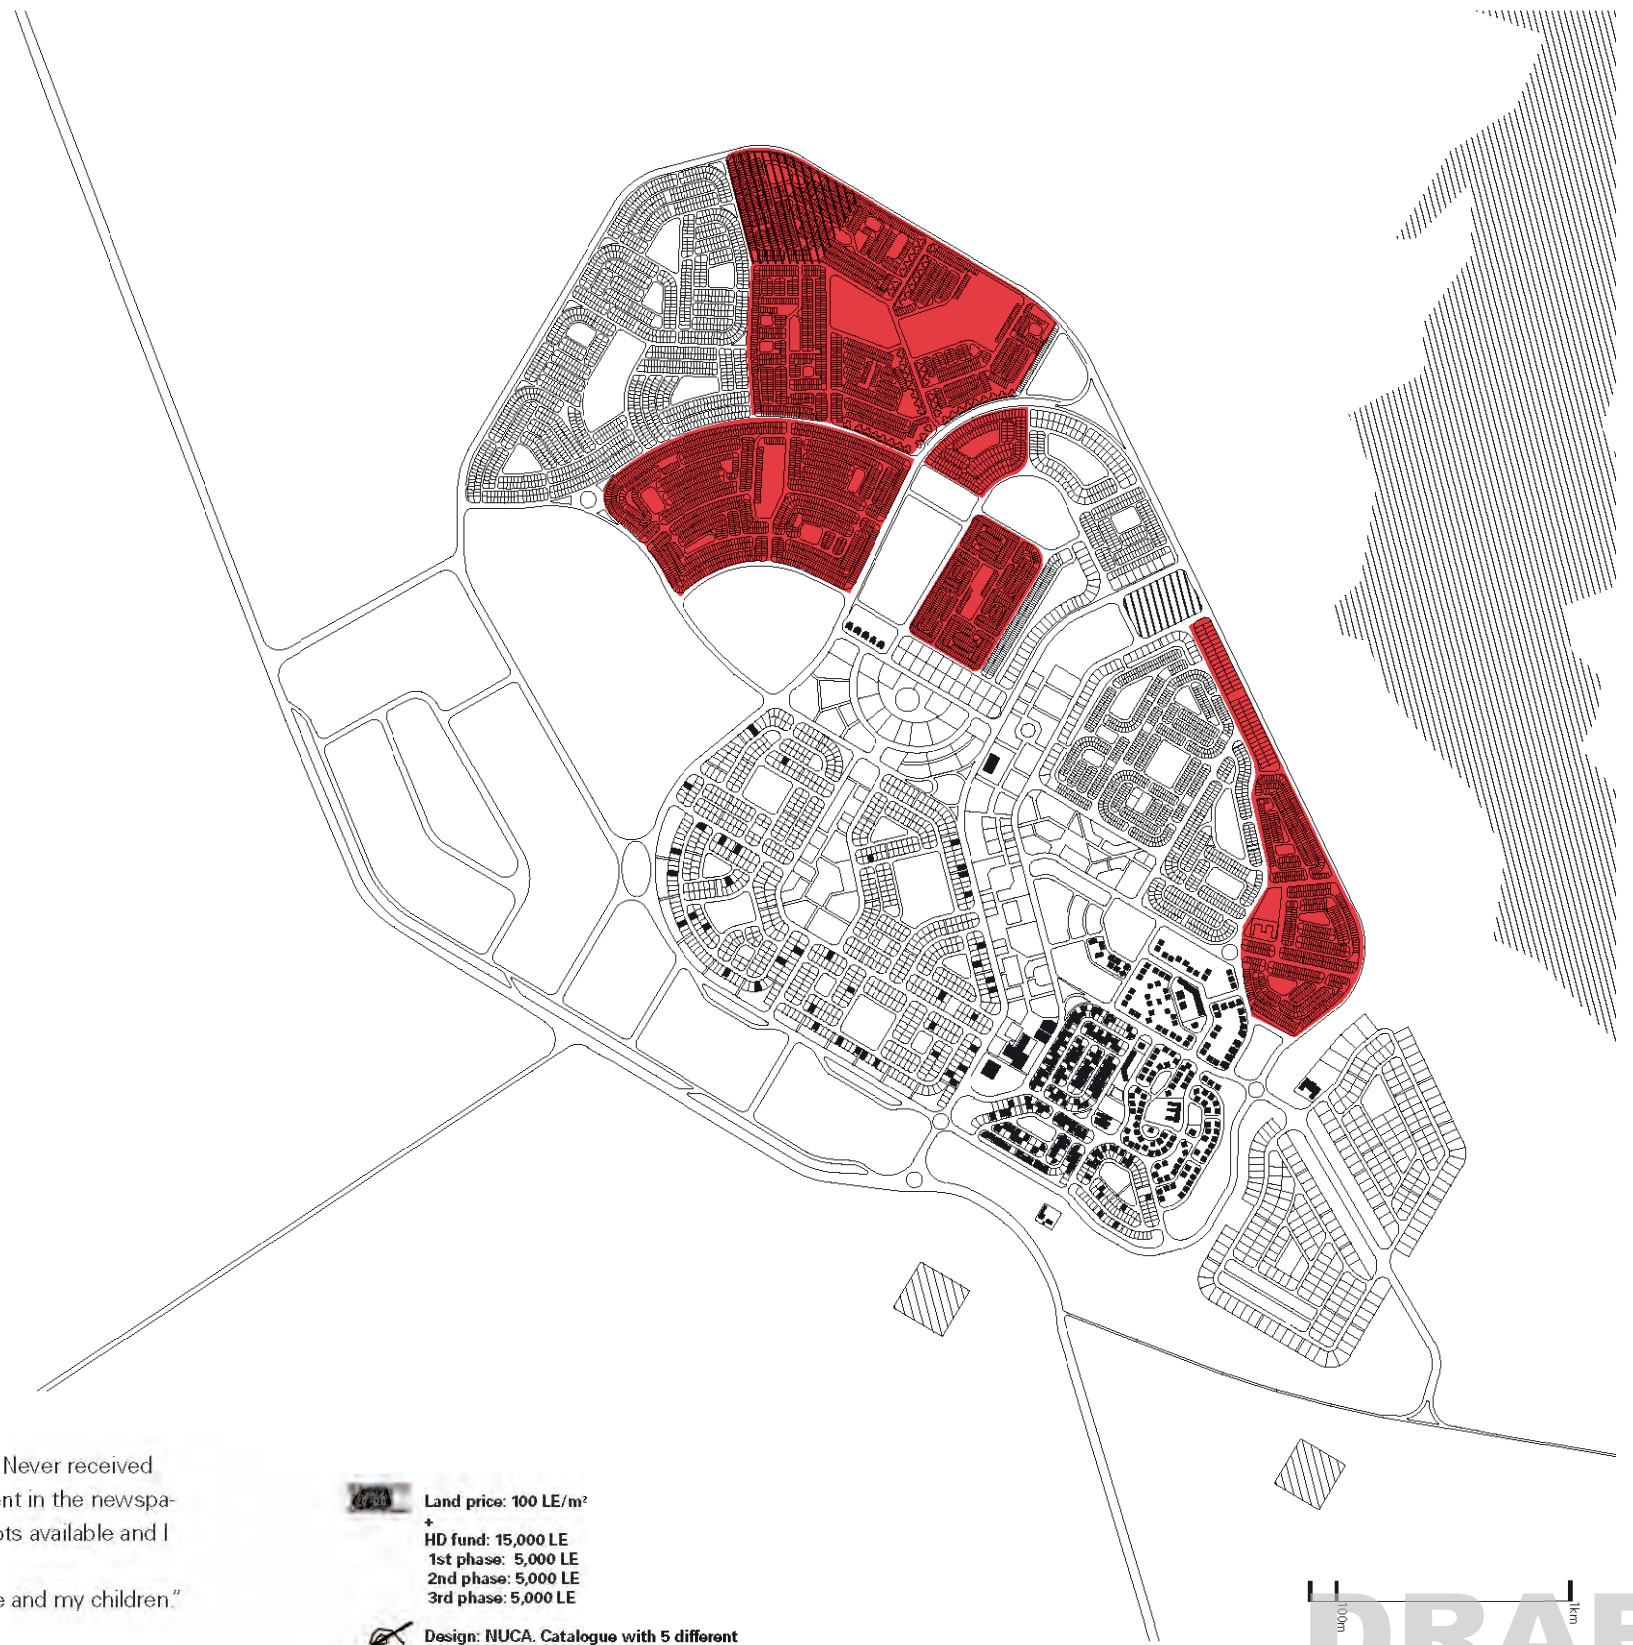 Never received
ent in the newspa-
ots available and I
e and my children."
Land price: 100 LE/m²
+
HD fund: 15,000 LE
1st phase: 5,000 LE
2nd phase: 5,000 LE
3rd phase: 5,000 LE
Design: NUCA. Catalogue with 5 different
100m
1km
DRAF